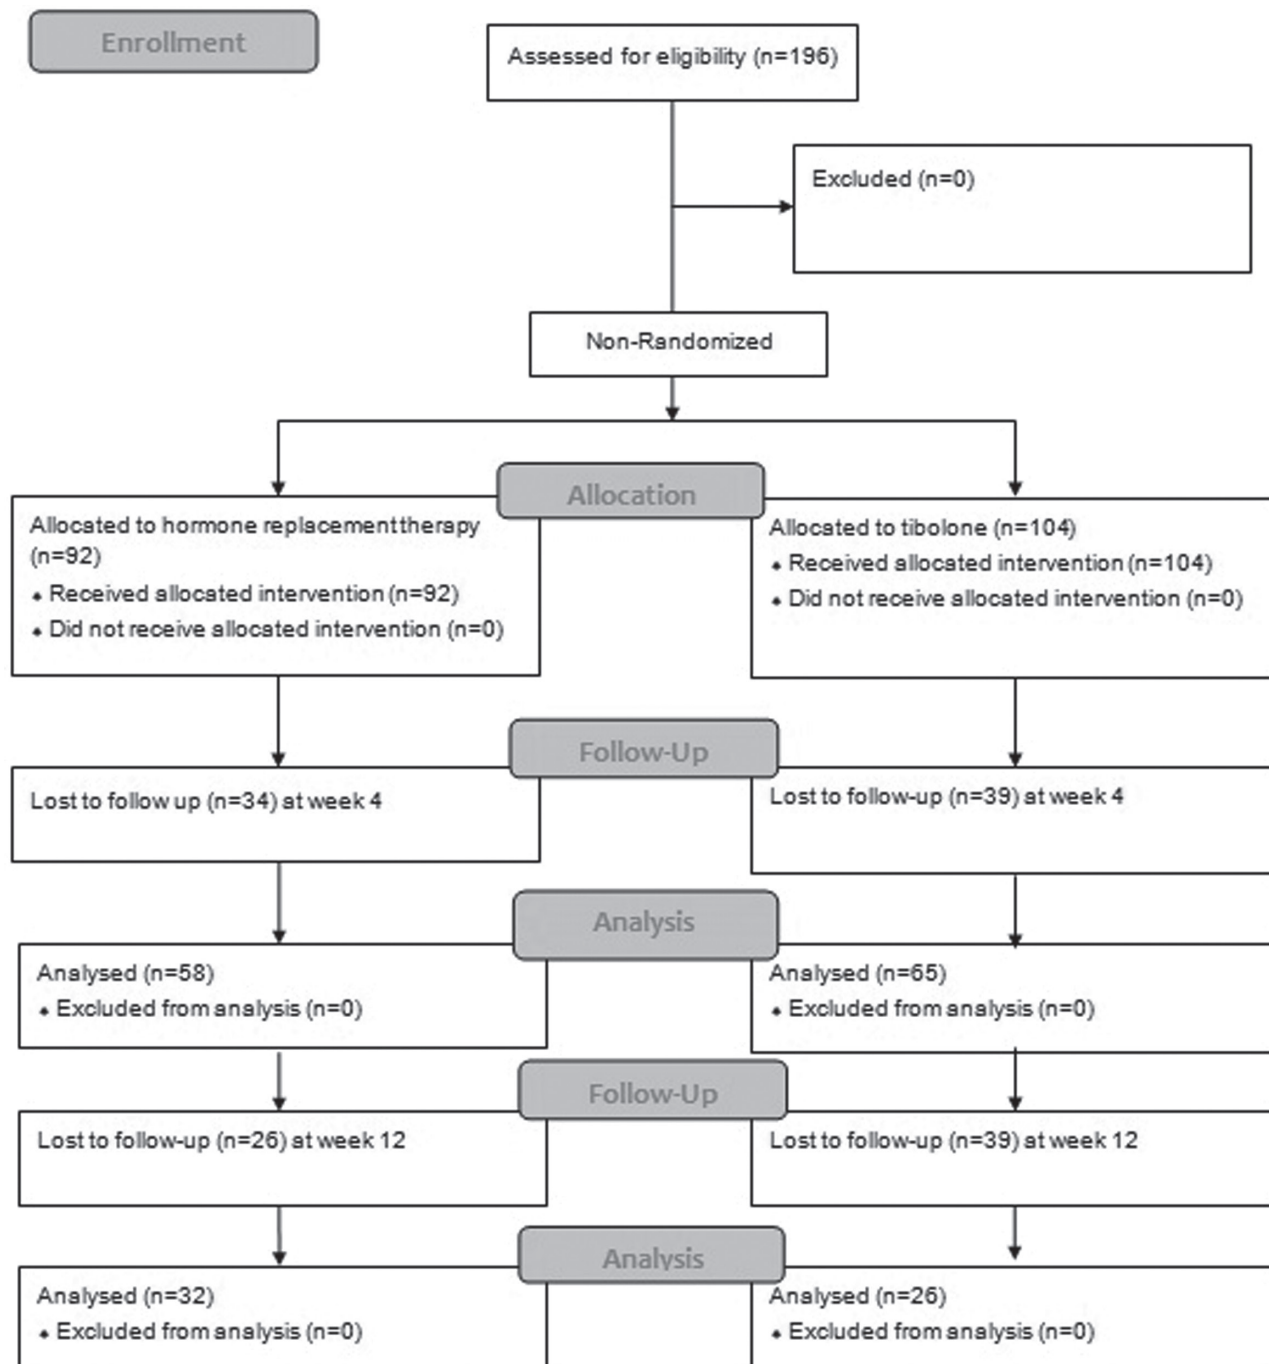 Enrollment
Assessed for eligibility (n=196)
Excluded (n=0)
Non-Randomized
Allocation
Allocated to hormone replacement therapy
(n=92)
♦ Received allocated intervention (n=92)
♦ Did not receive allocated intervention (n=0)
Allocated to tibolone (n=104)
♦ Received allocated intervention (n=104)
♦ Did not receive allocated intervention (n=0)
Follow-Up
Lost to follow up (n=34) at week 4
Lost to follow-up (n=39) at week 4
Analysis
Analysed (n=58)
♦ Excluded from analysis (n=0)
Analysed (n=65)
♦ Excluded from analysis (n=0)
Follow-Up
Lost to follow-up (n=26) at week 12
Lost to follow-up (n=39) at week 12
Analysis
Analysed (n=32)
♦ Excluded from analysis (n=0)
Analysed (n=26)
♦ Excluded from analysis (n=0)